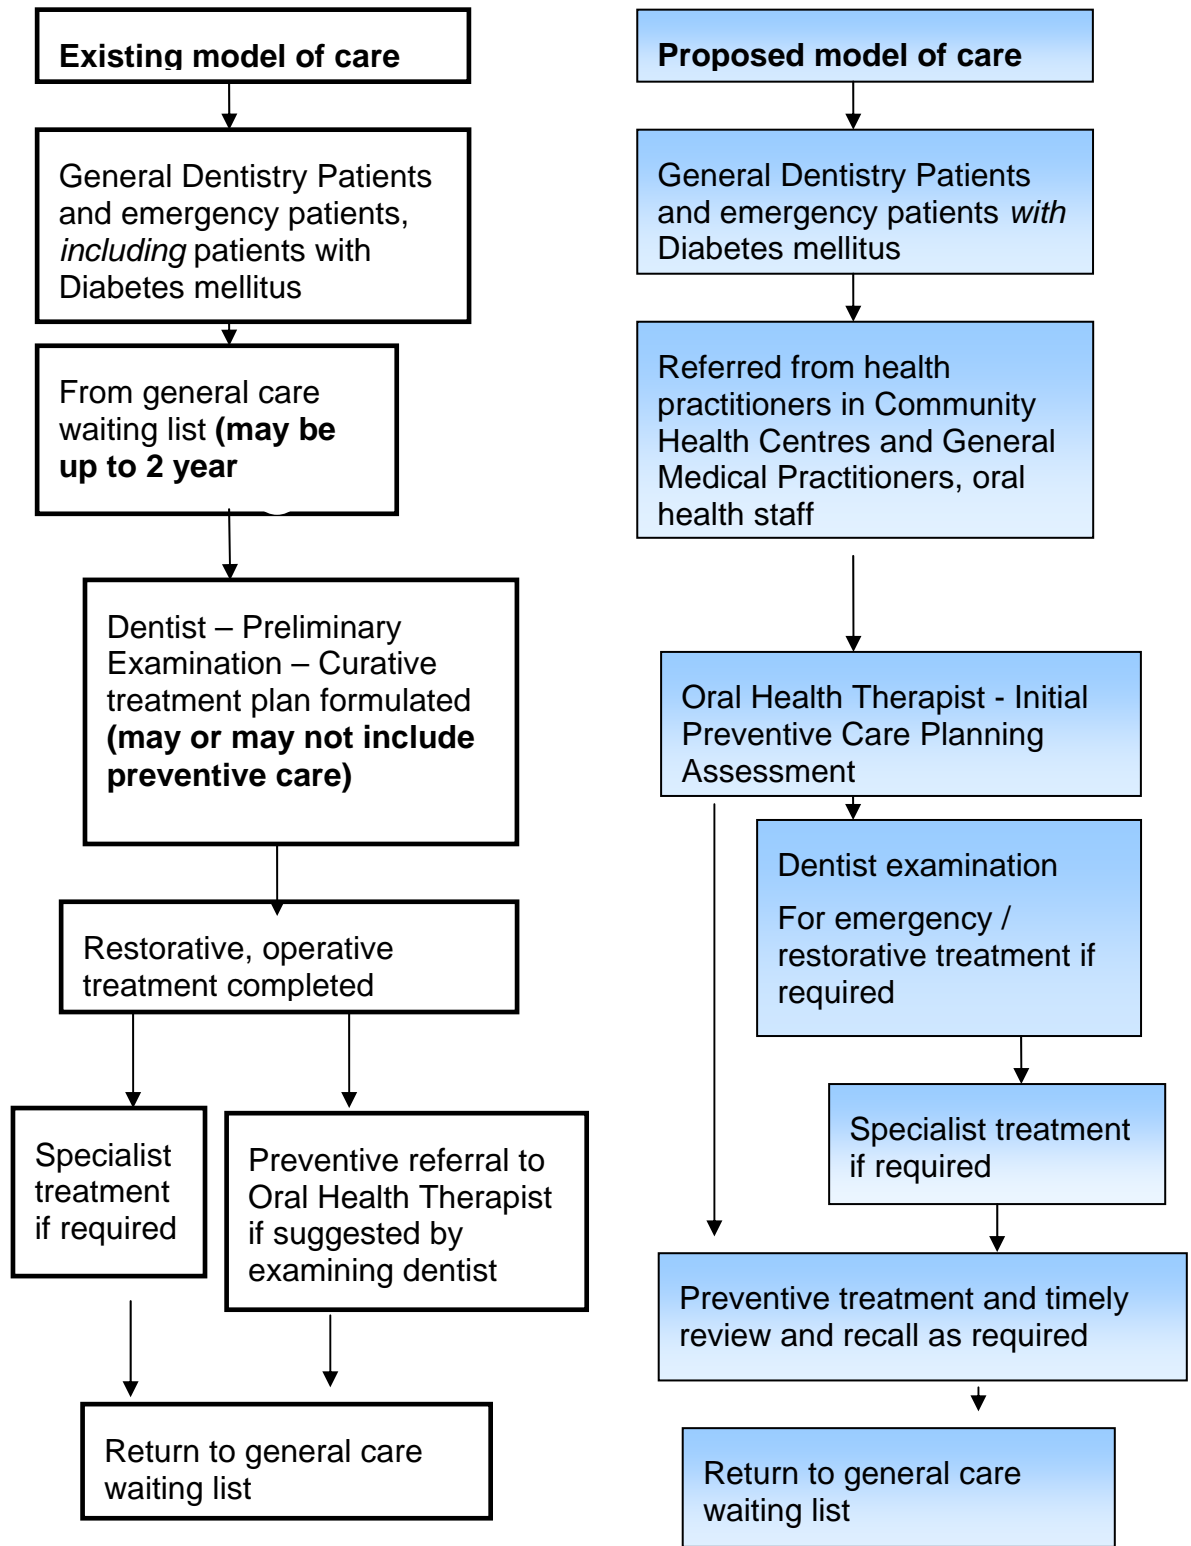 Existing model of care
General Dentistry Patients
and emergency patients,
including patients with
Diabetes mellitus
From general care
waiting list (may be
up to 2 year
Dentist – Preliminary
Examination – Curative
treatment plan formulated
(may or may not include
preventive care)
Restorative, operative
treatment completed
Specialist
treatment
if required
Preventive referral to
Oral Health Therapist
if suggested by
examining dentist
Return to general care
waiting list
Proposed model of care
General Dentistry Patients
and emergency patients with
Diabetes mellitus
Referred from health
practitioners in Community
Health Centres and General
Medical Practitioners, oral
health staff
Oral Health Therapist - Initial
Preventive Care Planning
Assessment
Dentist examination
For emergency /
restorative treatment if
required
Specialist treatment
if required
Preventive treatment and timely
review and recall as required
Return to general care
waiting list